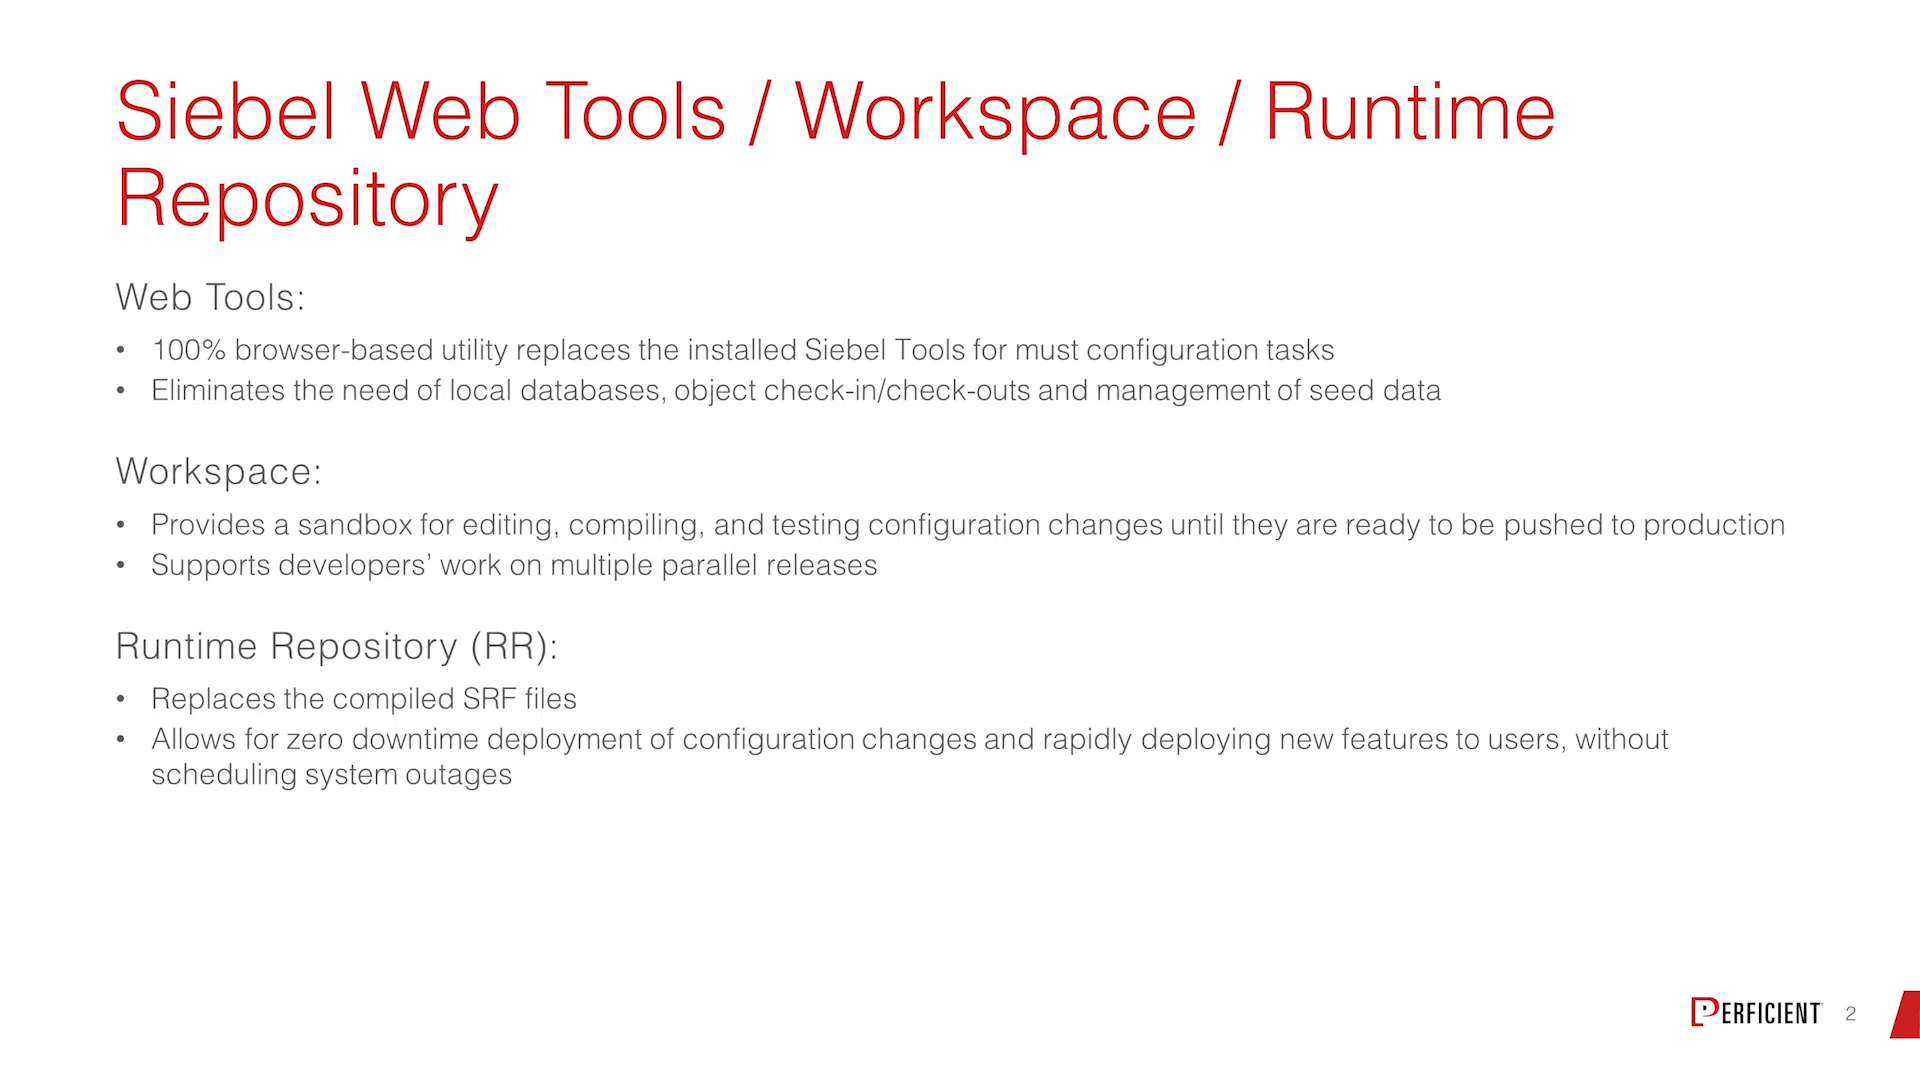 Siebel Web Tools / Workspace / Runtime
Repository
Web Tools:
• 100% browser-based utility replaces the installed Siebel Tools for must configuration tasks
• Eliminates the need of local databases, object check-in/check-outs and management of seed data
Workspace:
• Provides a sandbox for editing, compiling, and testing configuration changes until they are ready to be pushed to production
• Supports developers’ work on multiple parallel releases
Runtime Repository (RR):
• Replaces the compiled SRF files
• Allows for zero downtime deployment of configuration changes and rapidly deploying new features to users, without
scheduling system outages
PERFICIENT 2